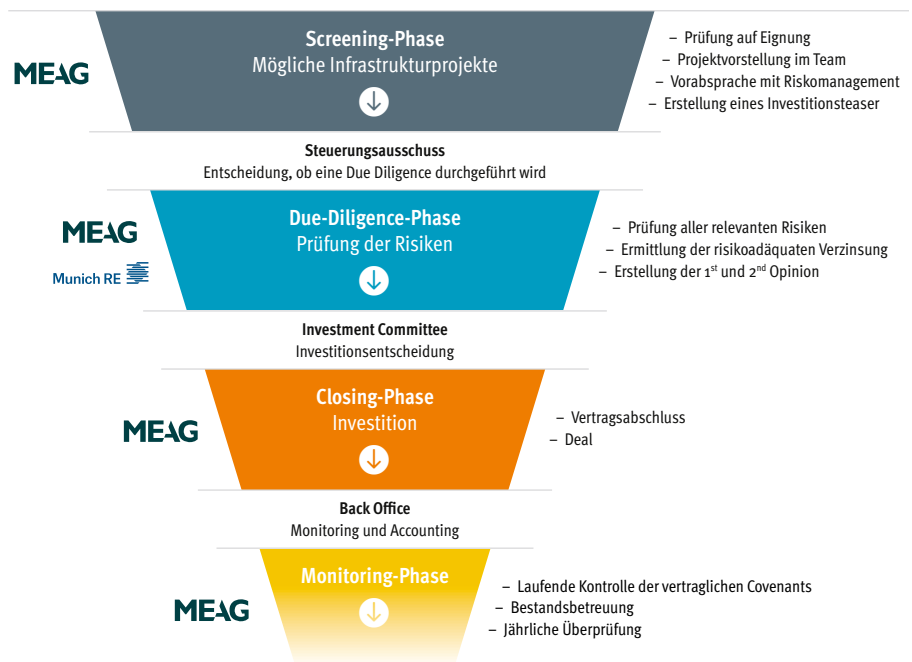 Screening-Phase
Mögliche Infrastrukturprojekte
MEAG
– Prüfung auf Eignung
– Projektvorstellung im Team
– Vorabsprache mit Riskomanagement
– Erstellung eines Investitionsteaser
Steuerungsausschuss
Entscheidung, ob eine Due Diligence durchgeführt wird
Due-Diligence-Phase
Prüfung der Risiken
MEAG
Munich RE
– Prüfung aller relevanten Risiken
– Ermittlung der risikoadäquaten Verzinsung
– Erstellung der 1st und 2nd Opinion
Investment Committee
Investitionsentscheidung
Closing-Phase
Investition
MEAG
– Vertragsabschluss
– Deal
Back Office
Monitoring und Accounting
Monitoring-Phase
MEAG
– Laufende Kontrolle der vertraglichen Covenants
– Bestandsbetreuung
– Jährliche Überprüfung